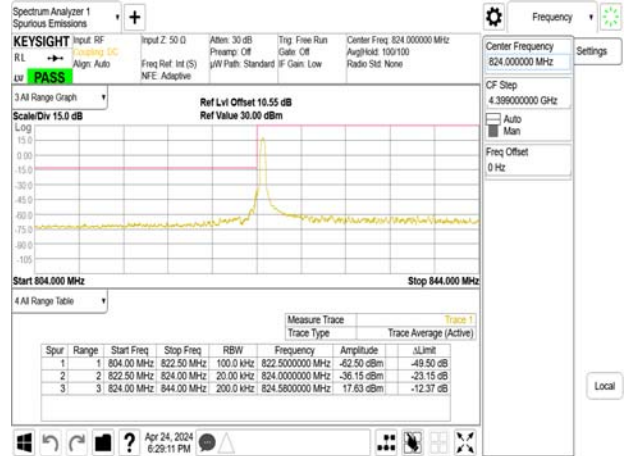 Spectrum Analyzer 1
Spurious Emissions
Frequency
KEYSIGHT Input: RF Input Z: 50 Ω Atten: 30 dB Trig: Free Run Center Freq: 824.000000 MHz
RL Coupling: DC Preamp: Off Gate: Off Avg|Hold: 100/100
Align: Auto Freq Ref: Int (S) µW Path: Standard IF Gain: Low Radio Std: None
NFE: Adaptive
PASS
Center Frequency
824.000000 MHz
Settings
CF Step
4.399000000 GHz
Auto
Man
Freq Offset
0 Hz
3 All Range Graph
Ref Lvl Offset 10.55 dB
Scale/Div 15.0 dB Ref Value 30.00 dBm
Log
15.0
0.00
-15.0
-30.0
-45.0
-60.0
-75.0
-90.0
-105
Start 804.000 MHz Stop 844.000 MHz
4 All Range Table
Measure Trace Trace 1
Trace Type Trace Average (Active)
Spur Range Start Freq Stop Freq RBW Frequency Amplitude ΔLimit
1 1 804.00 MHz 822.50 MHz 100.0 kHz 822.5000000 MHz -62.50 dBm -49.50 dB
2 2 822.50 MHz 824.00 MHz 20.00 kHz 824.0000000 MHz -36.15 dBm -23.15 dB
3 3 824.00 MHz 844.00 MHz 200.0 kHz 824.5800000 MHz 17.63 dBm -12.37 dB
Local
Apr 24, 2024
6:29:11 PM